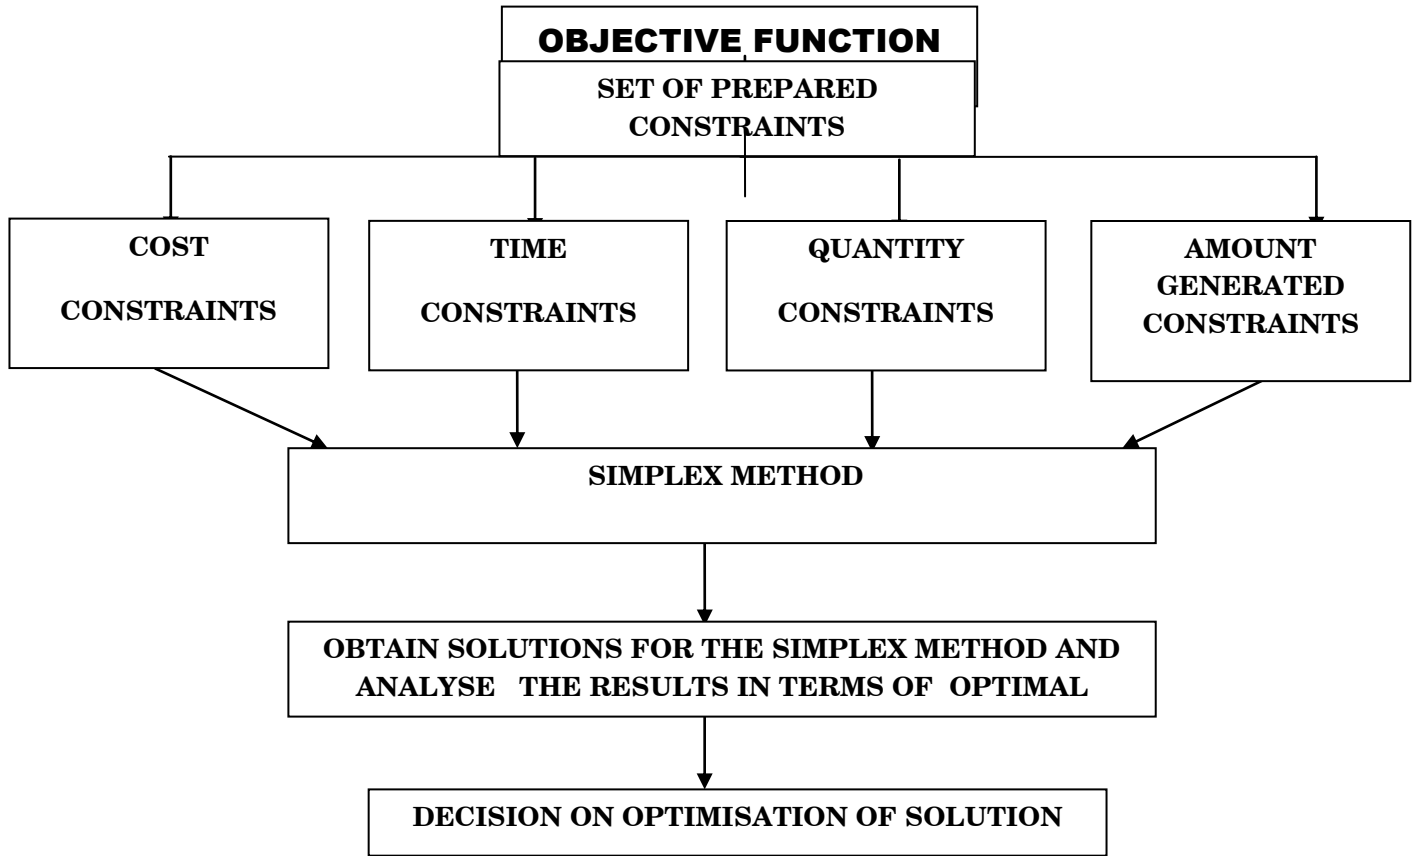 OBJECTIVE FUNCTION
SET OF PREPARED
CONSTRAINTS
COST
CONSTRAINTS
TIME
CONSTRAINTS
QUANTITY
CONSTRAINTS
AMOUNT
GENERATED
CONSTRAINTS
SIMPLEX METHOD
OBTAIN SOLUTIONS FOR THE SIMPLEX METHOD AND
ANALYSE THE RESULTS IN TERMS OF OPTIMAL
DECISION ON OPTIMISATION OF SOLUTION